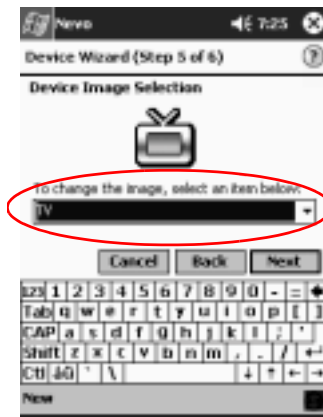 Nevo 7:25
Device Wizard (Step 5 of 6) ?
Device Image Selection
To change the image, select an item below:
TV
Cancel Back Next
123 1 2 3 4 5 6 7 8 9 0 - =
Tab q w e r t y u i o p [ ]
CAP a s d f g h j k l ; '
Shift z x c v b n m , . /
Ctl áü ` \
New